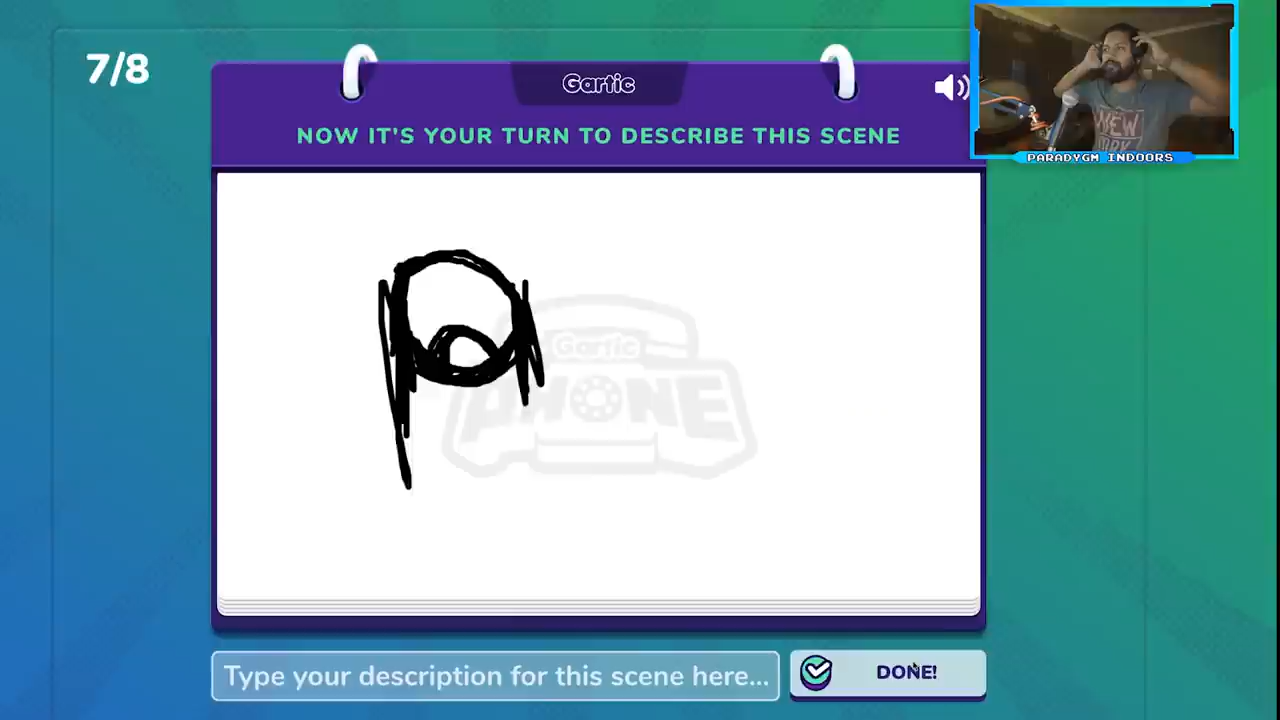 7/8
Gartic
NOW IT'S YOUR TURN TO DESCRIBE THIS SCENE
NEW
PARADYGM INDOORS
Gartic
PHONE
Type your description for this scene here...
DONE!